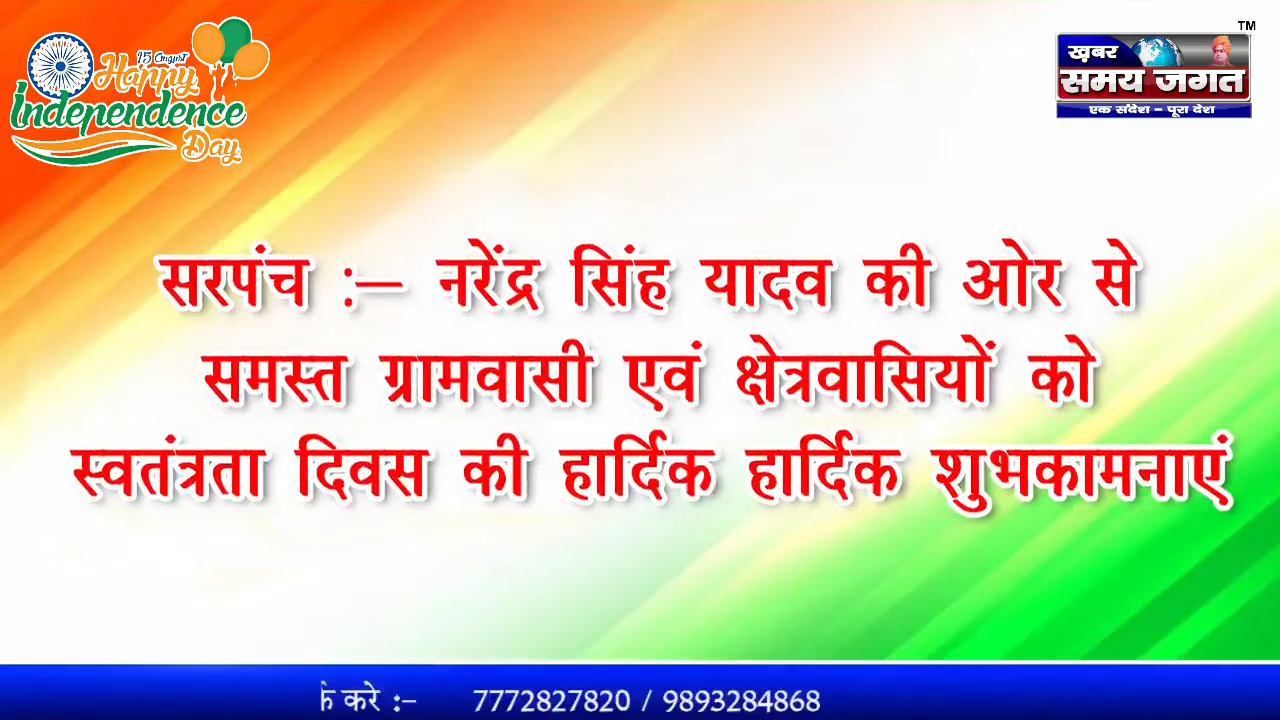 15 August
Happy
Independence
Day
TM
ख़बर
समय जगत
एक संदेश - पूरा देश
सरपंच :– नरेंद्र सिंह यादव की ओर से
समस्त ग्रामवासी एवं क्षेत्रवासियों को
स्वतंत्रता दिवस की हार्दिक हार्दिक शुभकामनाएं
करे :– 7772827820 / 9893284868